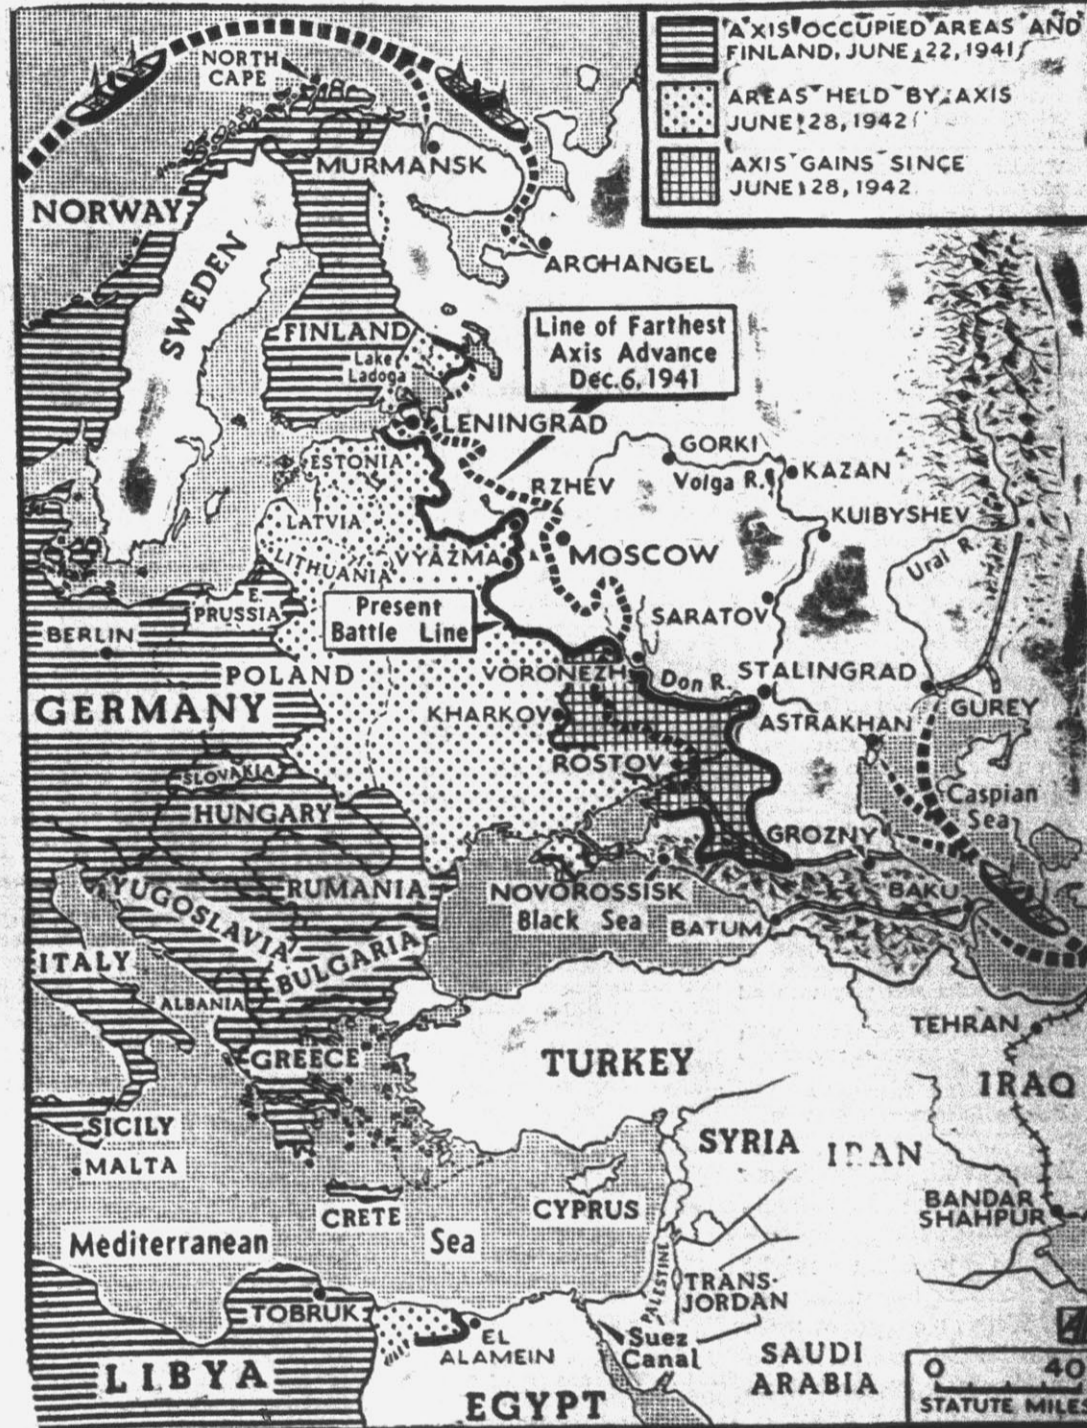 AXIS OCCUPIED AREAS AND
FINLAND, JUNE 22, 1941
AREAS HELD BY AXIS
JUNE 28, 1942
AXIS GAINS SINCE
JUNE 28, 1942
NORTH
CAPE
MURMANSK
NORWAY
SWEDEN
ARCHANGEL
FINLAND
Lake
Ladoga
Line of Farthest
Axis Advance
Dec. 6, 1941
LENINGRAD
ESTONIA
GORKI
Volga R.
KAZAN
RZHEV
LATVIA
KUIBYSHEV
LITHUANIA
VYAZMA
MOSCOW
Ural R.
E.
PRUSSIA
Present
Battle Line
SARATOV
BERLIN
POLAND
VORONEZH
Don R.
STALINGRAD
GERMANY
KHARKOV
ASTRAKHAN
GUREY
SLOVAKIA
ROSTOV
HUNGARY
Caspian
Sea
GROZNY
RUMANIA
NOVOROSSISK
BAKU
YUGOSLAVIA
Black Sea
BATUM
BULGARIA
ITALY
ALBANIA
TEHRAN
GREECE
TURKEY
IRAQ
SICILY
SYRIA
IRAN
MALTA
CRETE
CYPRUS
BANDAR
SHAHPUR
Mediterranean
Sea
PALESTINE
TRANS-
JORDAN
TOBRUK
EL
ALAMEIN
Suez
Canal
SAUDI
ARABIA
LIBYA
EGYPT
0 40
STATUTE MILES